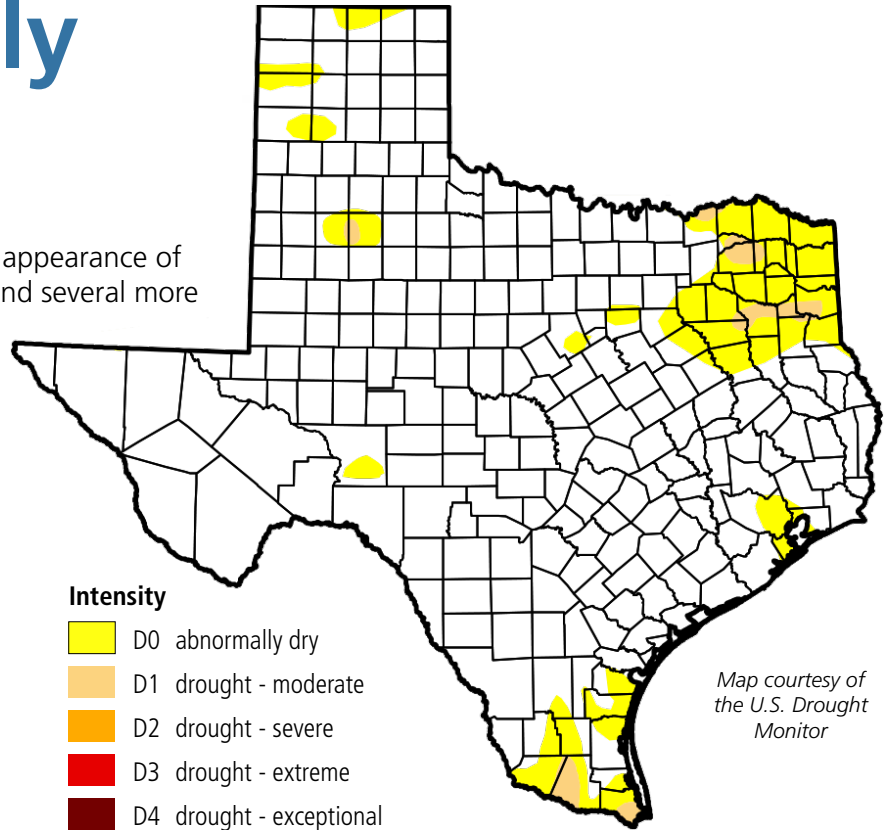 ly
appearance of
nd several more
Intensity
D0 abnormally dry
D1 drought - moderate
D2 drought - severe
D3 drought - extreme
D4 drought - exceptional
Map courtesy of
the U.S. Drought
Monitor